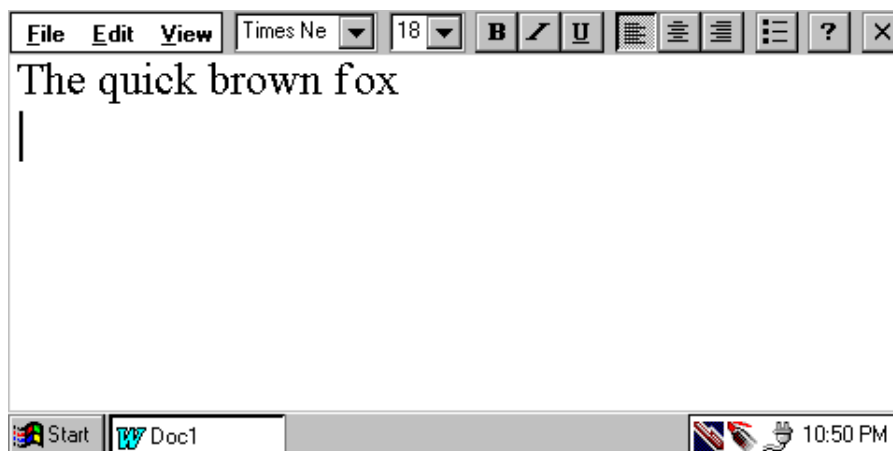 File Edit View Times Ne 18 B I U ? X
The quick brown fox
Start W Doc1 10:50 PM